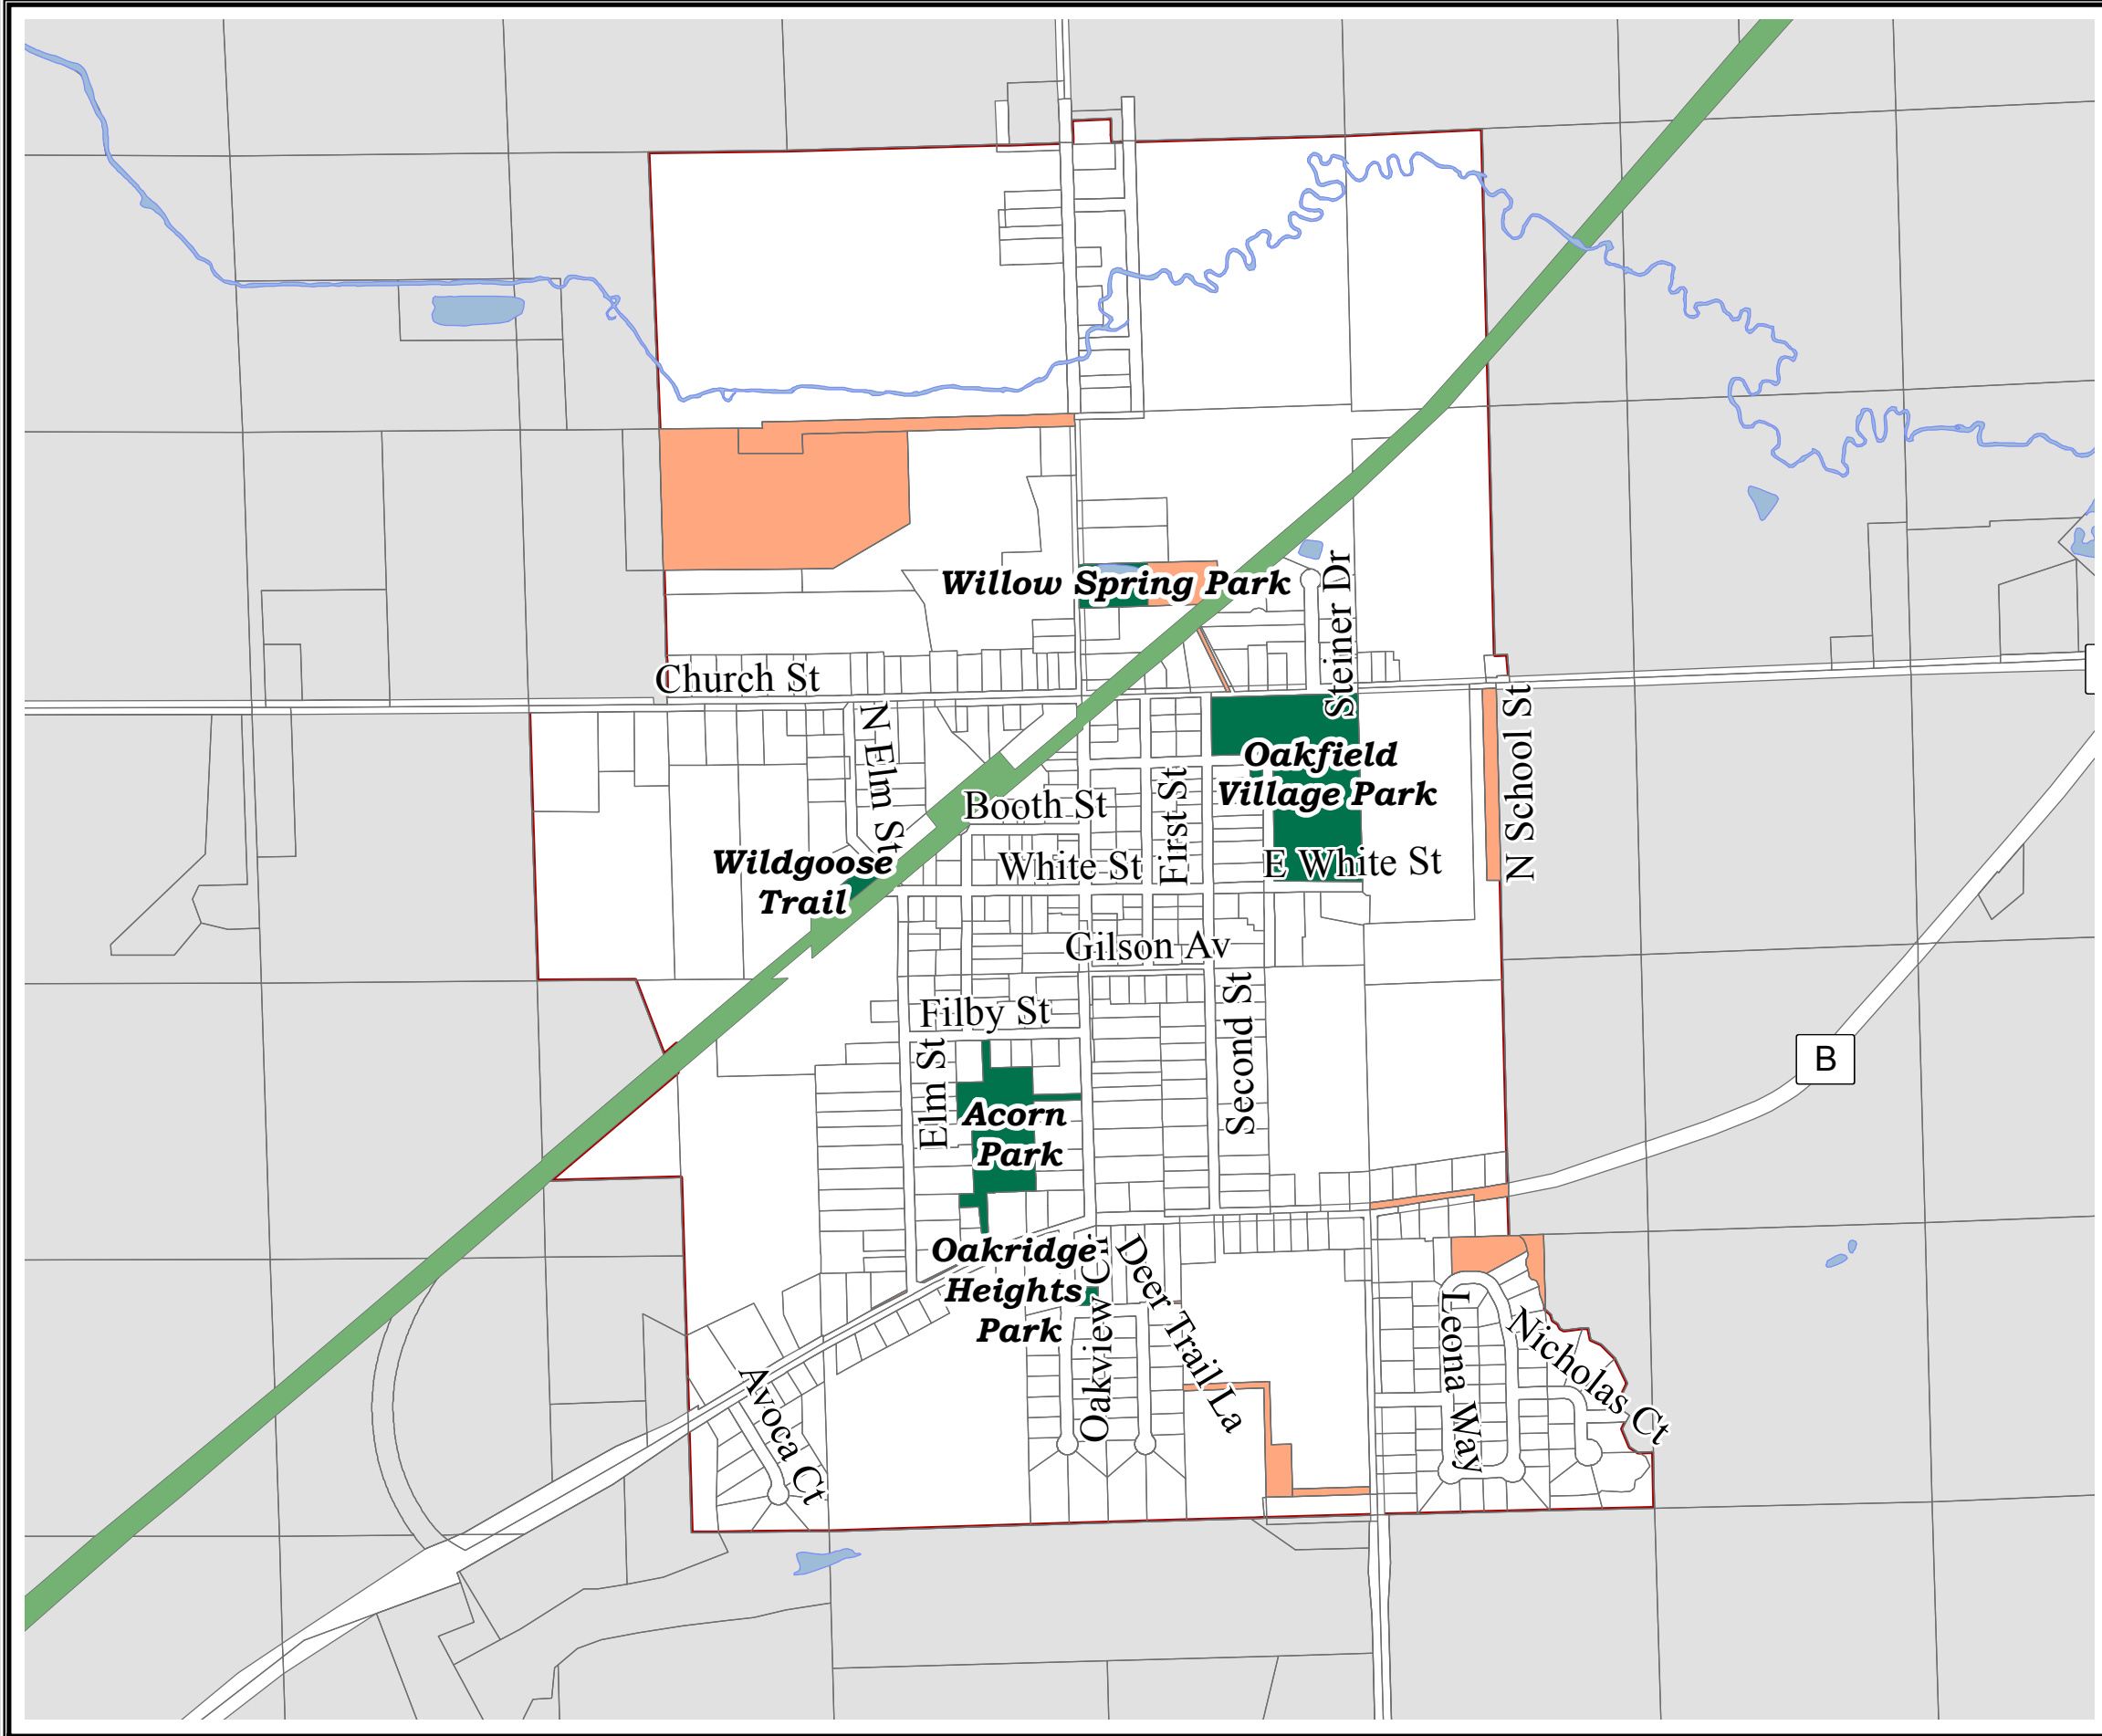 Willow Spring Park
Steiner Dr
Church St
N Elm St
Oakfield
Village Park
N School St
Booth St
First St
Wildgoose
Trail
White St
E White St
Gilson Av
Filby St
Second St
Elm St
B
Acorn
Park
Oakridge
Heights
Park
Oakview Cir
Deer Trail La
Leona Way
Nicholas Ct
Avoca Ct